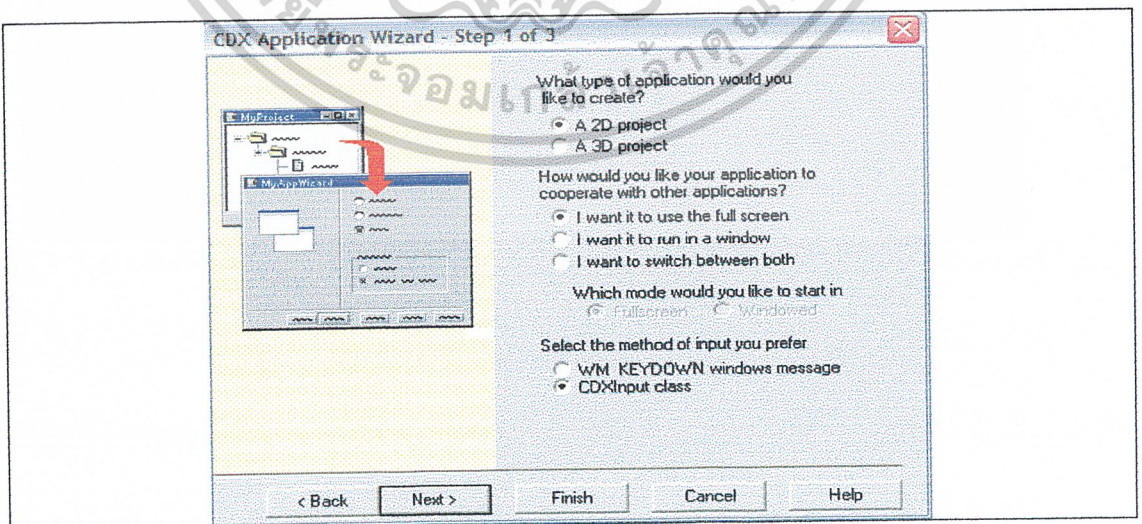 CDX Application Wizard - Step 1 of 3
What type of application would you
like to create?
A 2D project
A 3D project
How would you like your application to
cooperate with other applications?
I want it to use the full screen
I want it to run in a window
I want to switch between both
Which mode would you like to start in
Fullscreen Windowed
Select the method of input you prefer
WM_KEYDOWN windows message
CDXInput class
MyProject
MyAppWizard
< Back Next > Finish Cancel Help